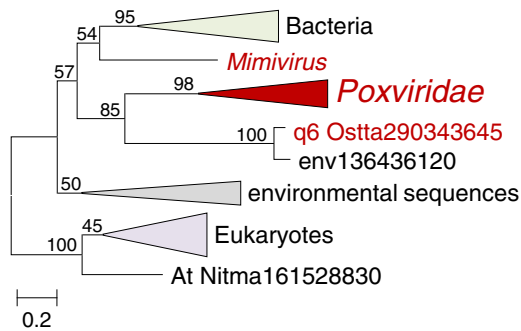 95
Bacteria
54
Mimivirus
57
98
Poxviridae
85
100
q6 Ostta290343645
env136436120
50
environmental sequences
45
Eukaryotes
100
At Nitma161528830
0.2